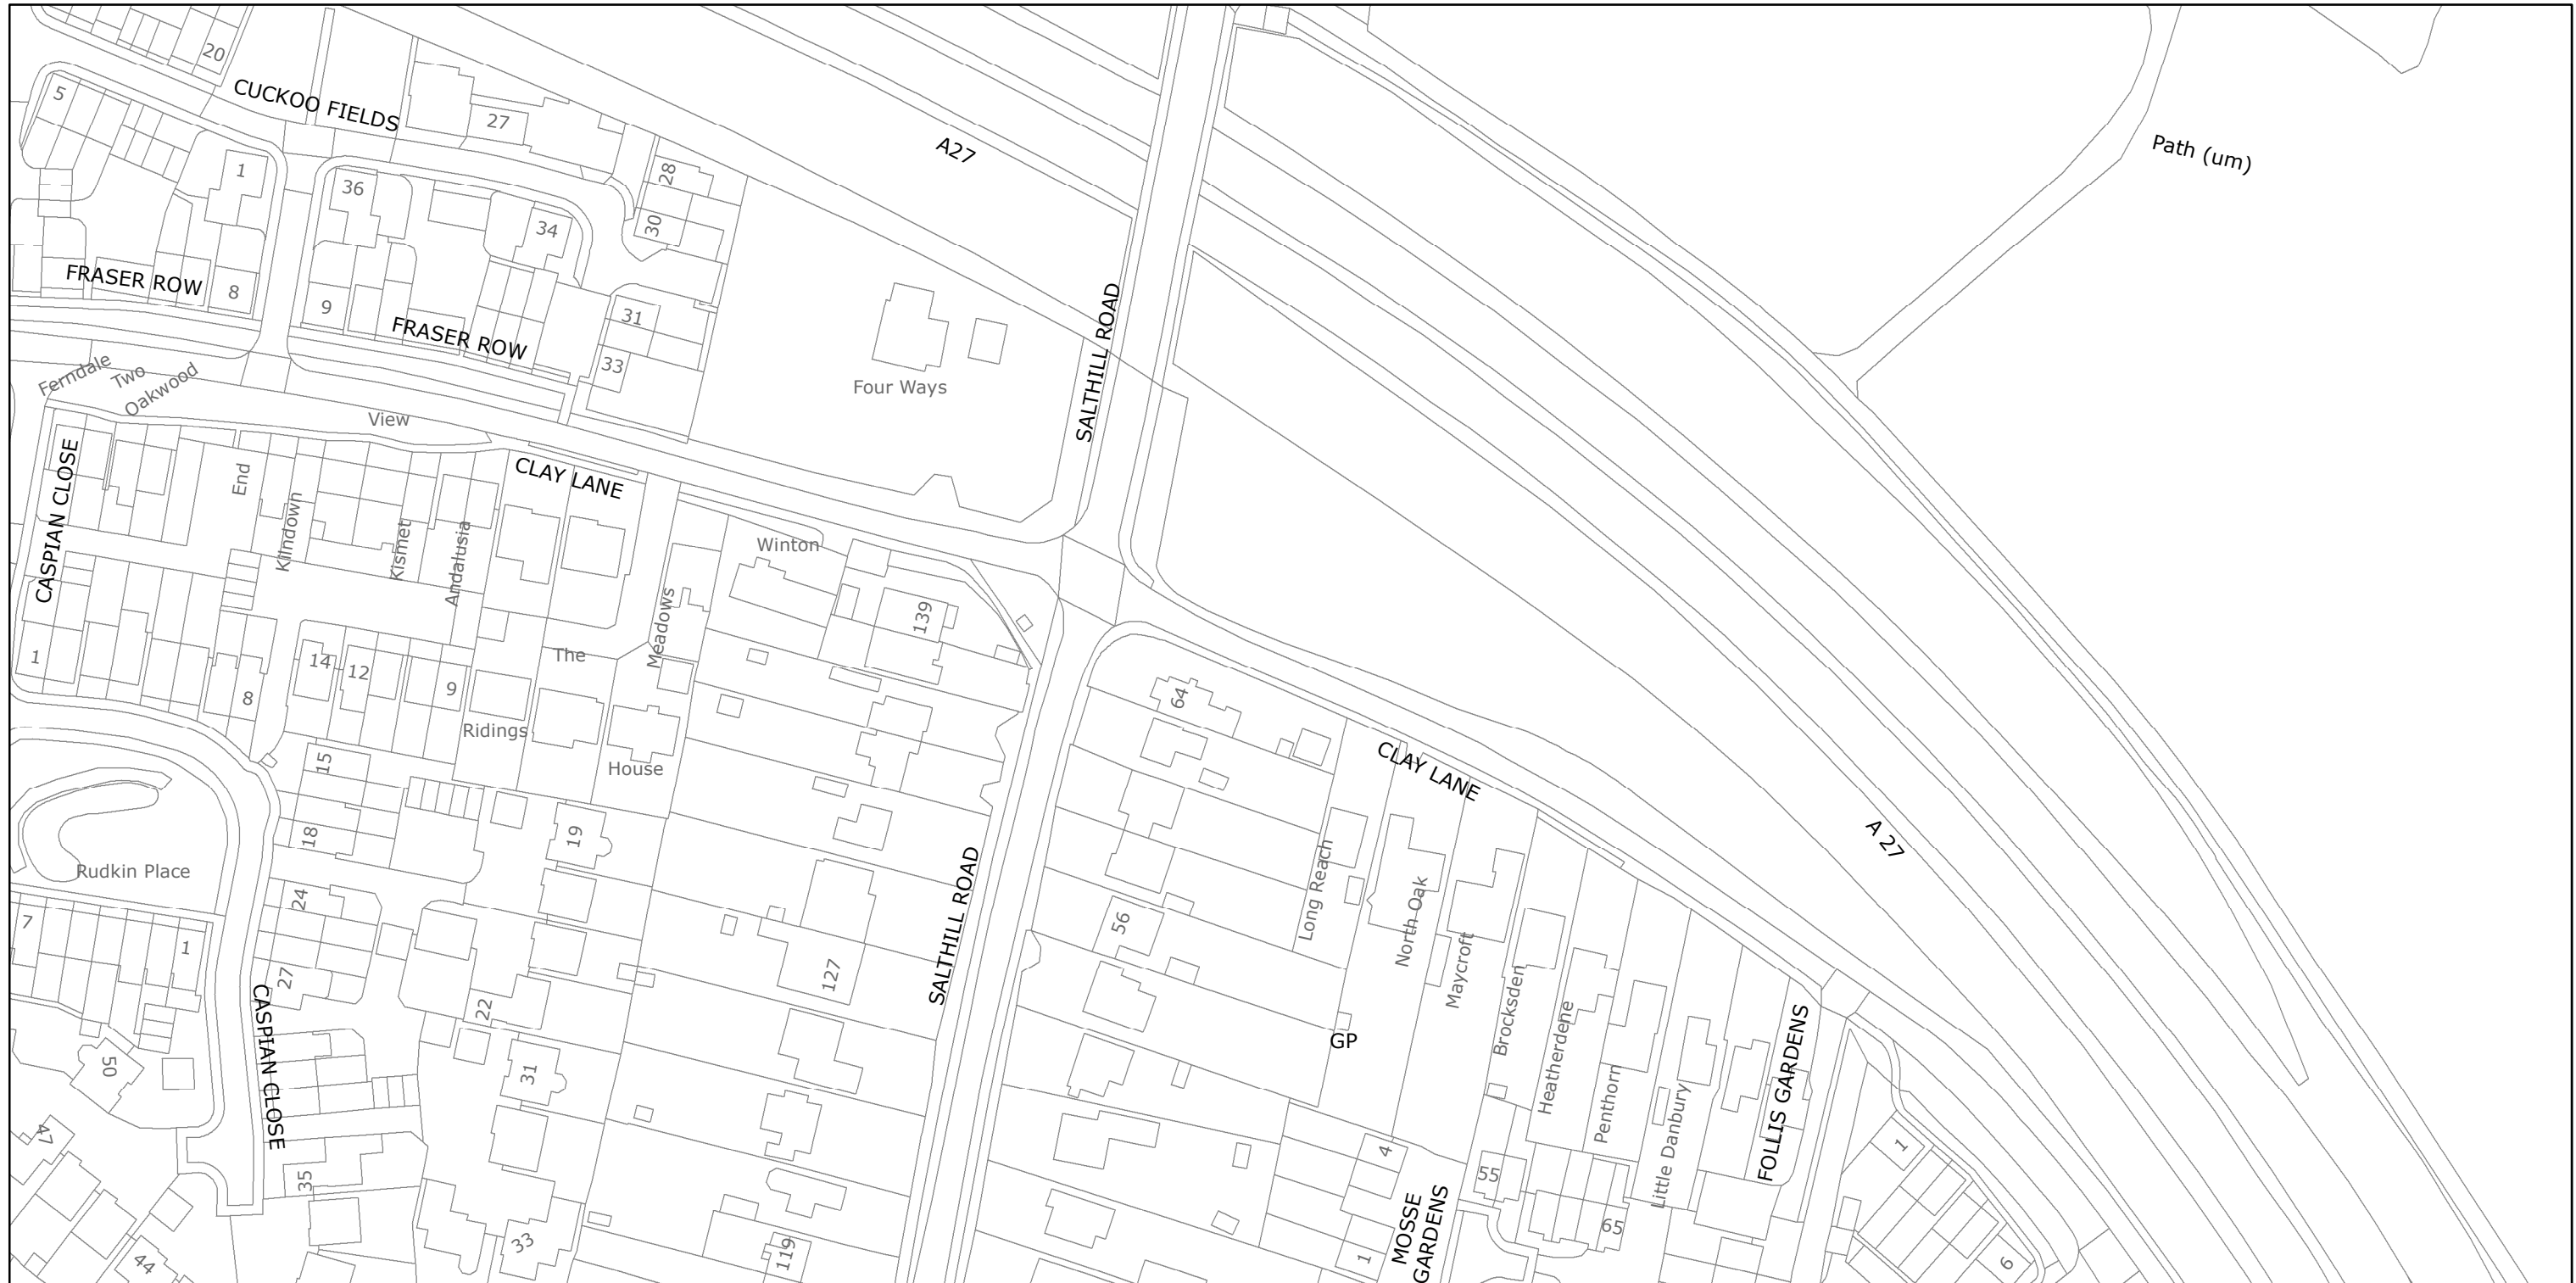 20
5
CUCKOO FIELDS
27
A27
Path (um)
1
36
28
34
30
FRASER ROW
8
9
FRASER ROW
31
33
Four Ways
SALTHILL ROAD
Ferndale
Two
Oakwood
View
CASPIAN CLOSE
End
Kilndown
Kismet
Andalusia
CLAY LANE
Winton
Meadows
139
1
14
12
9
8
The
Ridings
House
64
CLAY LANE
15
18
19
Rudkin Place
A 27
SALTHILL ROAD
Long Reach
North Oak
Maycroft
Brocksden
Heatherdene
Penthorn
Little Danbury
FOLLIS GARDENS
24
56
7
1
27
22
127
CASPIAN CLOSE
GP
50
31
47
35
4
55
1
65
33
119
44
1
MOSSE
GARDENS
6